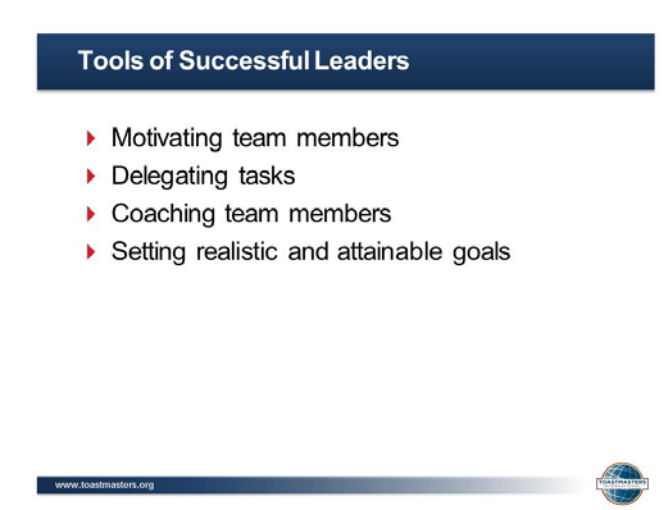 Tools of Successful Leaders
Motivating team members
Delegating tasks
Coaching team members
Setting realistic and attainable goals
www.toastmasters.org
TOASTMASTERS
INTERNATIONAL